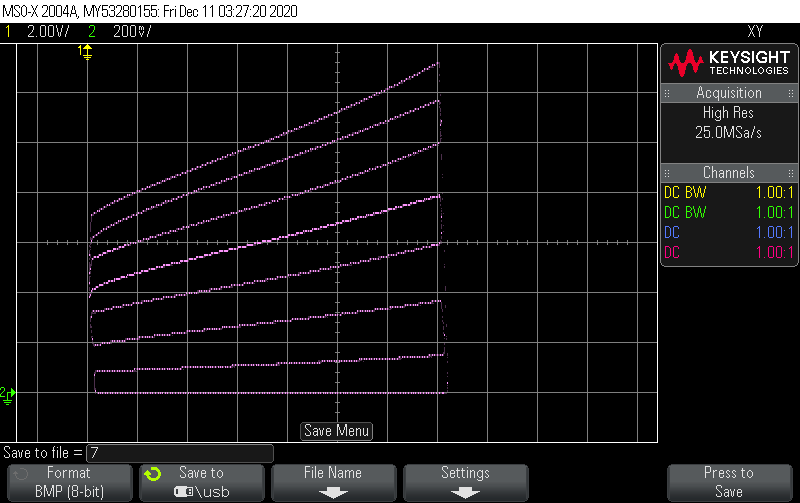 MSO-X 2004A, MY53280155: Fri Dec 11 03:27:20 2020
1 2.00V/ 2 200mV/ XY
1
KEYSIGHT
TECHNOLOGIES
Acquisition
High Res
25.0MSa/s
Channels
DC BW 1.00:1
DC BW 1.00:1
DC 1.00:1
DC 1.00:1
2
Save Menu
Save to file = 7
Format
BMP (8-bit)
Save to
\usb
File Name
Settings
Press to
Save